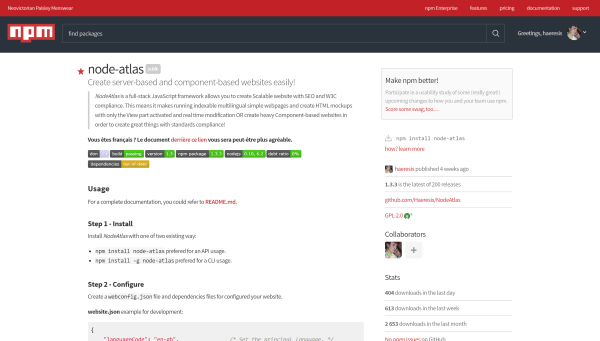 Neovictorian Paisley Menswear
npm Enterprise features pricing documentation support
npm find packages Greetings, haeresis
node-atlas
Create server-based and component-based websites easily!
NodeAtlas is a full-stack JavaScript framework allows you to create Scalable website with SEO and W3C
compliance. This means it makes running indexable multilingual simple webpages and create HTML mockups
with only the View part activated and real time modification OR create heavy Component-based websites in
order to create great things with standards compliance!
Vous êtes français ? Le document derrière ce lien vous sera peut-être plus agréable.
build passing version 1.3 npm package 1.3.3 nodejs 0.10, 6.2 debt ratio 0%
dependencies out of date
Usage
For a complete documentation, you could refer to README.md.
Step 1 - Install
Install NodeAtlas with one of two existing way:
• npm install node-atlas prefered for an API usage.
• npm install -g node-atlas prefered for a CLI usage.
Step 2 - Configure
Create a webconfig.json file and dependencies files for configured your website.
website.json example for development:
{
"languageCode": "en-gb", /* Set the principal language. */
Make npm better!
Participate in a usability study of some (really great!)
upcoming changes to how you and your team use npm.
Score some swag, too…
npm install node-atlas
how? learn more
haeresis published 4 weeks ago
1.3.3 is the latest of 200 releases
github.com/Haeresis/NodeAtlas
GPL-2.0
Collaborators
+
Stats
404 downloads in the last day
613 downloads in the last week
2 653 downloads in the last month
No npm issues on GitHub